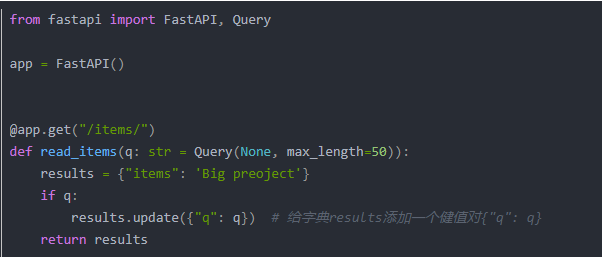 from fastapi import FastAPI, Query
app = FastAPI()
@app.get("/items/")
def read_items(q: str = Query(None, max_length=50)):
results = {"items": 'Big preoject'}
if q:
results.update({"q": q})  # 给字典results添加一个健值对{"q": q}
return results